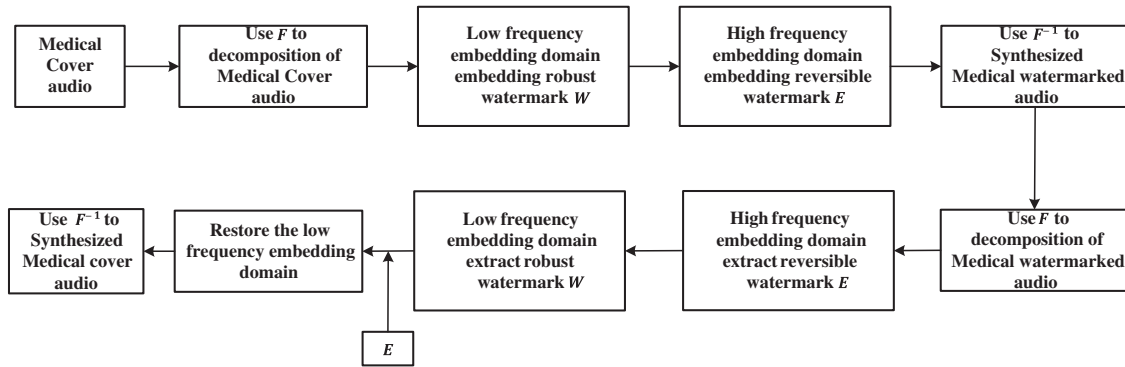 Medical
Cover
audio
Use F to
decomposition of
Medical Cover
audio
Low frequency
embedding domain
embedding robust
watermark W
High frequency
embedding domain
embedding reversible
watermark E
Use F⁻¹ to
Synthesized
Medical watermarked
audio
Use F to
decomposition of
Medical watermarked
audio
High frequency
embedding domain
extract reversible
watermark E
Low frequency
embedding domain
extract robust
watermark W
E
Restore the low
frequency embedding
domain
Use F⁻¹ to
Synthesized
Medical cover
audio